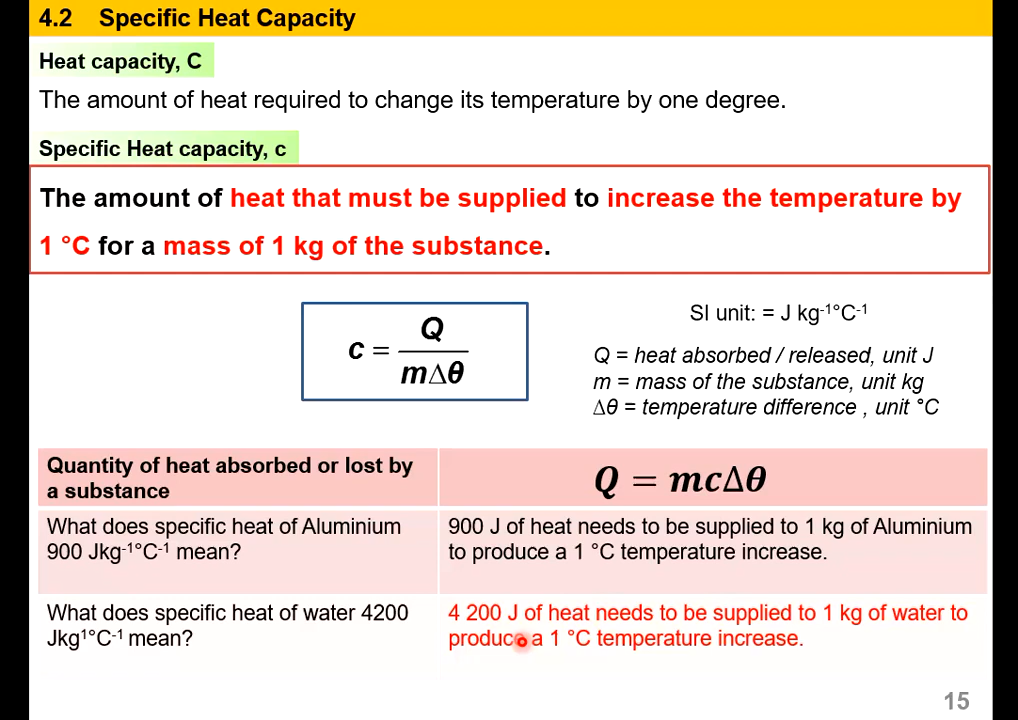 4.2 Specific Heat Capacity
Heat capacity, C
The amount of heat required to change its temperature by one degree.
Specific Heat capacity, c
The amount of heat that must be supplied to increase the temperature by
1 °C for a mass of 1 kg of the substance.
c = Q / mΔθ
SI unit: = J kg⁻¹°C⁻¹
Q = heat absorbed / released, unit J
m = mass of the substance, unit kg
Δθ = temperature difference , unit °C
Quantity of heat absorbed or lost by
a substance
Q = mcΔθ
What does specific heat of Aluminium
900 Jkg⁻¹°C⁻¹ mean?
900 J of heat needs to be supplied to 1 kg of Aluminium
to produce a 1 °C temperature increase.
What does specific heat of water 4200
Jkg¹°C⁻¹ mean?
4 200 J of heat needs to be supplied to 1 kg of water to
produce a 1 °C temperature increase.
15